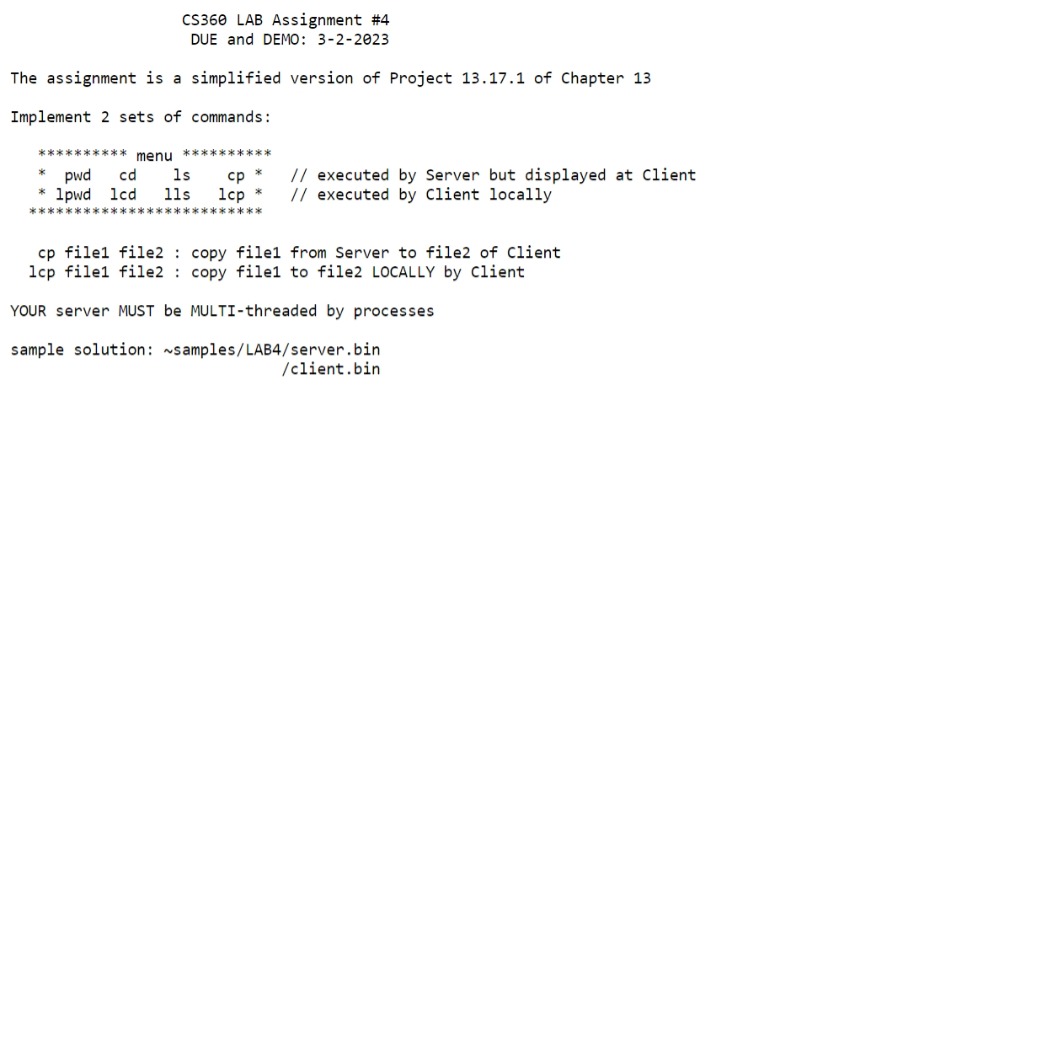 CS360 LAB Assignment #4
DUE and DEMO: 3-2-2023
The assignment is a simplified version of Project 13.17.1 of Chapter 13
Implement 2 sets of commands:
********** menu **********
*  pwd   cd    ls    cp *   // executed by Server but displayed at Client
* lpwd  lcd   lls   lcp *   // executed by Client locally
**************************
cp file1 file2 : copy file1 from Server to file2 of Client
lcp file1 file2 : copy file1 to file2 LOCALLY by Client
YOUR server MUST be MULTI-threaded by processes
sample solution: ~samples/LAB4/server.bin
/client.bin